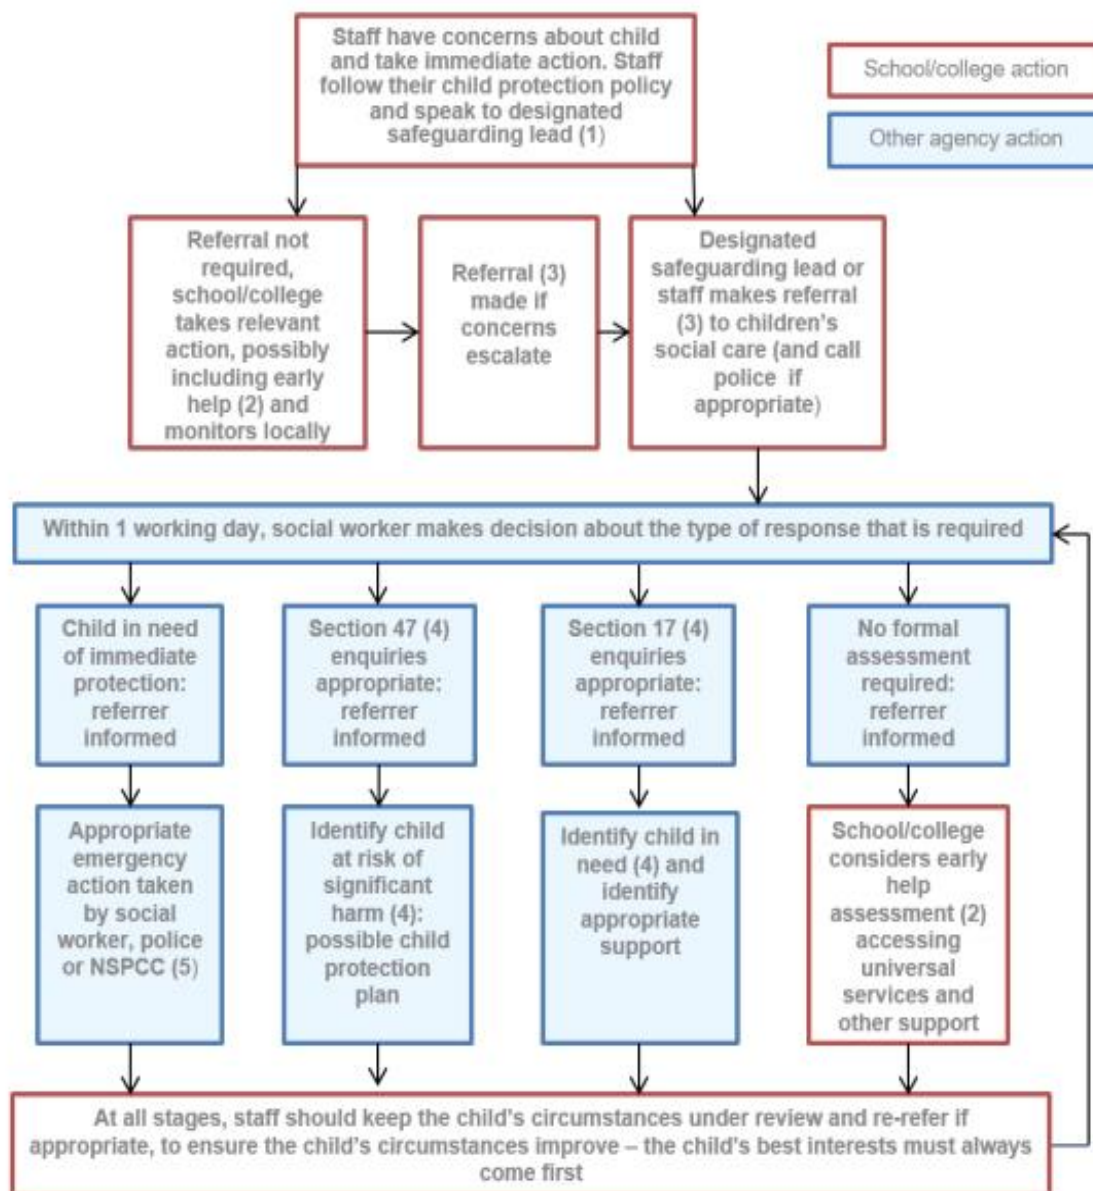 Staff have concerns about child
and take immediate action. Staff
follow their child protection policy
and speak to designated
safeguarding lead (1)
School/college action
Other agency action
Referral not
required,
school/college
takes relevant
action, possibly
including early
help (2) and
monitors locally
Referral (3)
made if
concerns
escalate
Designated
safeguarding lead or
staff makes referral
(3) to children's
social care (and call
police if
appropriate)
Within 1 working day, social worker makes decision about the type of response that is required
Child in need
of immediate
protection:
referrer
informed
Section 47 (4)
enquiries
appropriate:
referrer
informed
Section 17 (4)
enquiries
appropriate:
referrer
informed
No formal
assessment
required:
referrer
informed
Appropriate
emergency
action taken
by social
worker, police
or NSPCC (5)
Identify child
at risk of
significant
harm (4):
possible child
protection
plan
Identify child in
need (4) and
identify
appropriate
support
School/college
considers early
help
assessment (2)
accessing
universal
services and
other support
At all stages, staff should keep the child's circumstances under review and re-refer if
appropriate, to ensure the child's circumstances improve – the child's best interests must always
come first